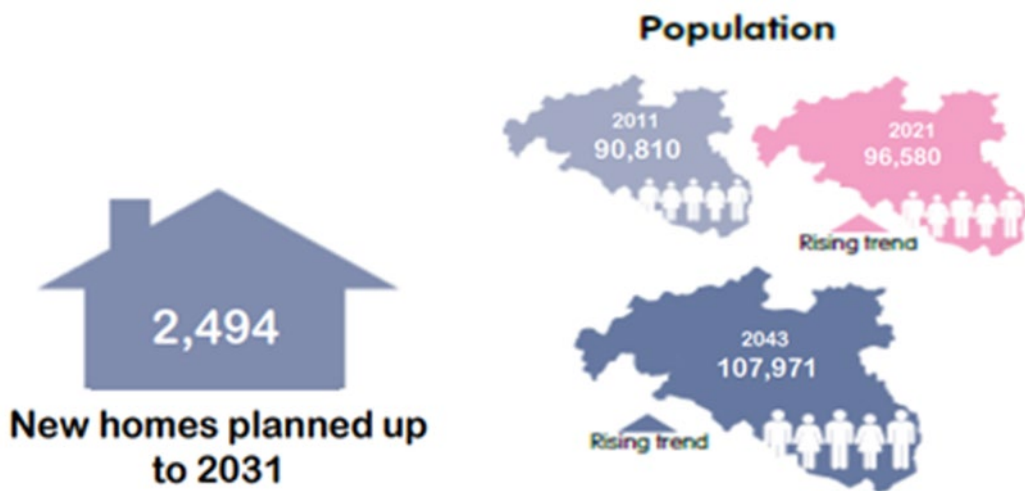 2,494
New homes planned up
to 2031
Population
2011
90,810
2021
96,580
Rising trend
2043
107,971
Rising trend